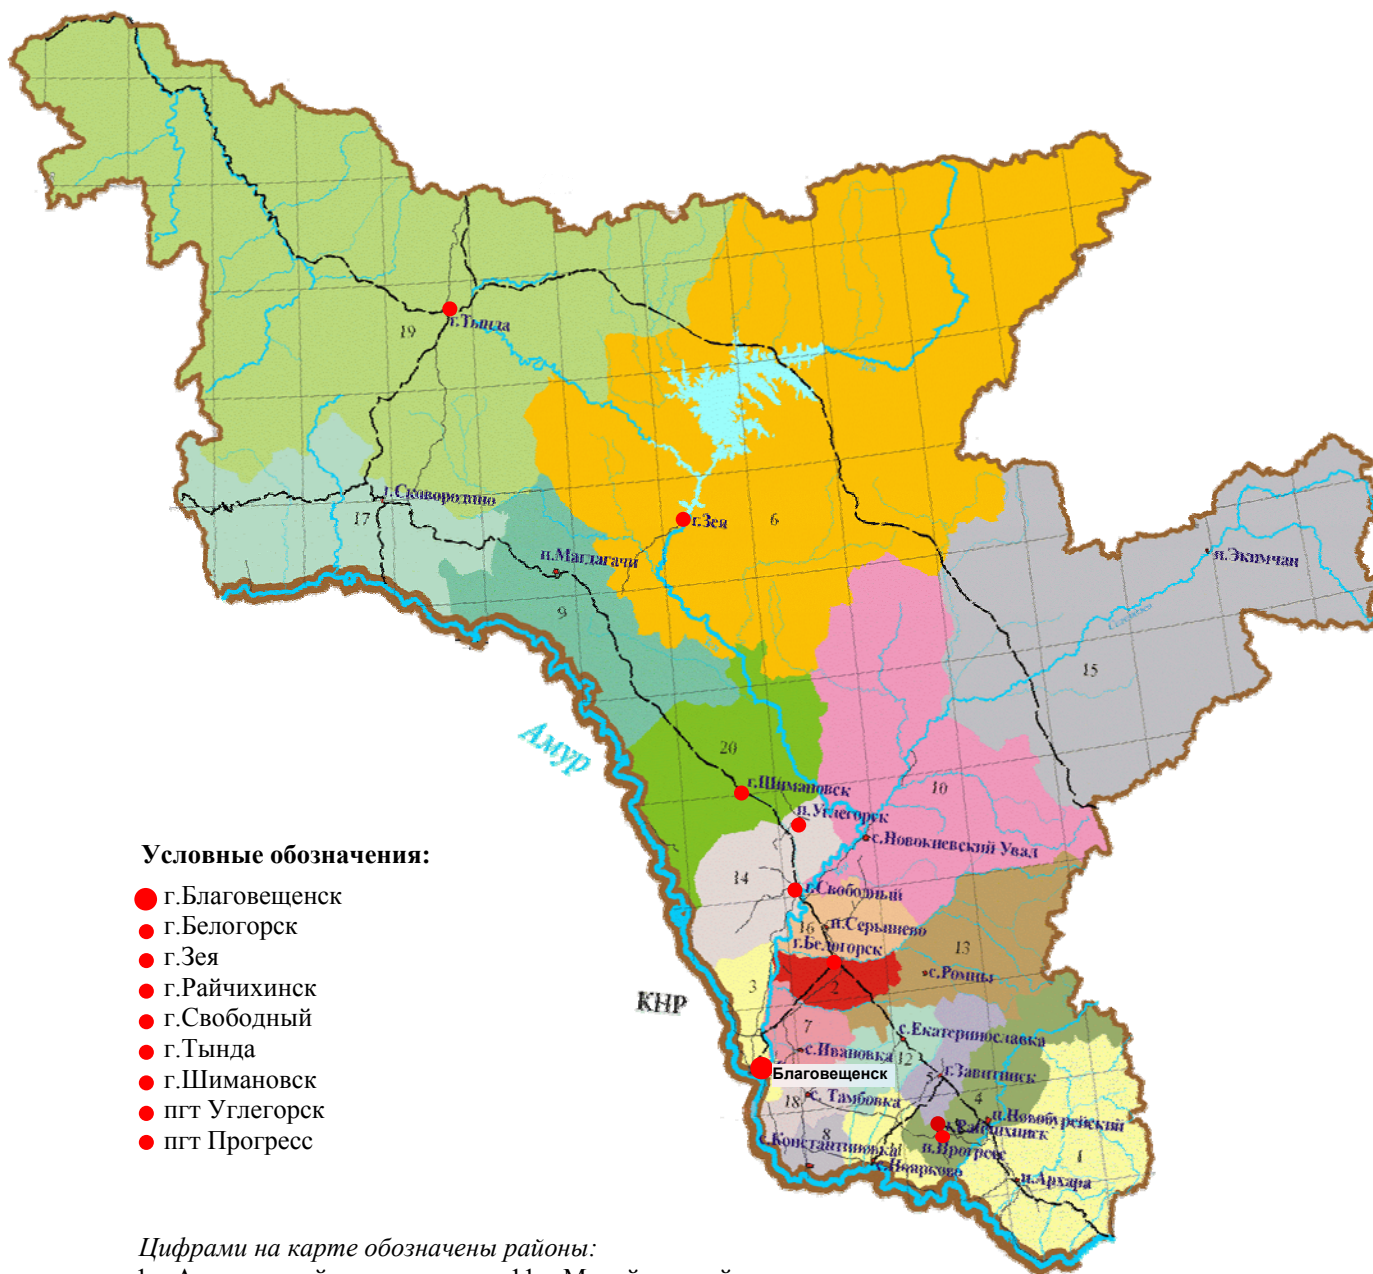 19
г.Тында
г.Сковородино
17
г.Зея
6
п.Магдагачи
9
п.Экимчан
15
Амур
20
г.Шимановск
10
п.Углегорск
с.Новокиевский Увал
14
г.Свободный
16
п.Серышево
г.Белогорск
13
с.Ромны
2
3
КНР
7
с.Екатеринославка
с.Ивановка
12
Благовещенск
5
г.Завитинск
18
с. Тамбовка
4
п.Новобурейский
г.Райчихинск
8
с.Константиновка
п.Прогресс
1
с.Поярково
п.Архара
Условные обозначения:
г.Благовещенск
г.Белогорск
г.Зея
г.Райчихинск
г.Свободный
г.Тында
г.Шимановск
пгт Углегорск
пгт Прогресс
Цифрами на карте обозначены районы: